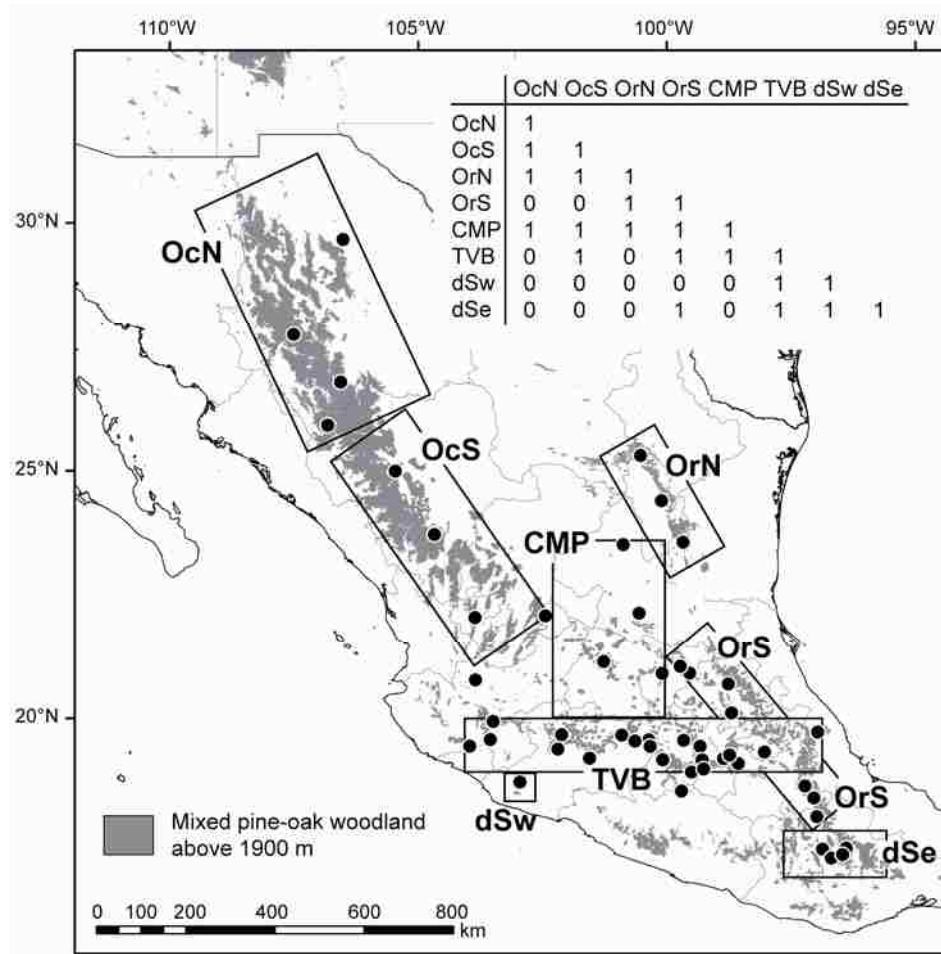 110°W 105°W 100°W 95°W
OcN OcS OrN OrS CMP TVB dSw dSe
OcN 1
OcS 1 1
OrN 1 1 1
OrS 0 0 1 1
CMP 1 1 1 1 1
TVB 0 1 0 1 1 1
dSw 0 0 0 0 0 1 1
dSe 0 0 0 1 0 1 1 1
30°N
OcN
OcS
25°N
OrN
CMP
OrS
20°N
TVB
OrS
dSw
dSe
Mixed pine-oak woodland
above 1900 m
0 100 200 400 600 800
km